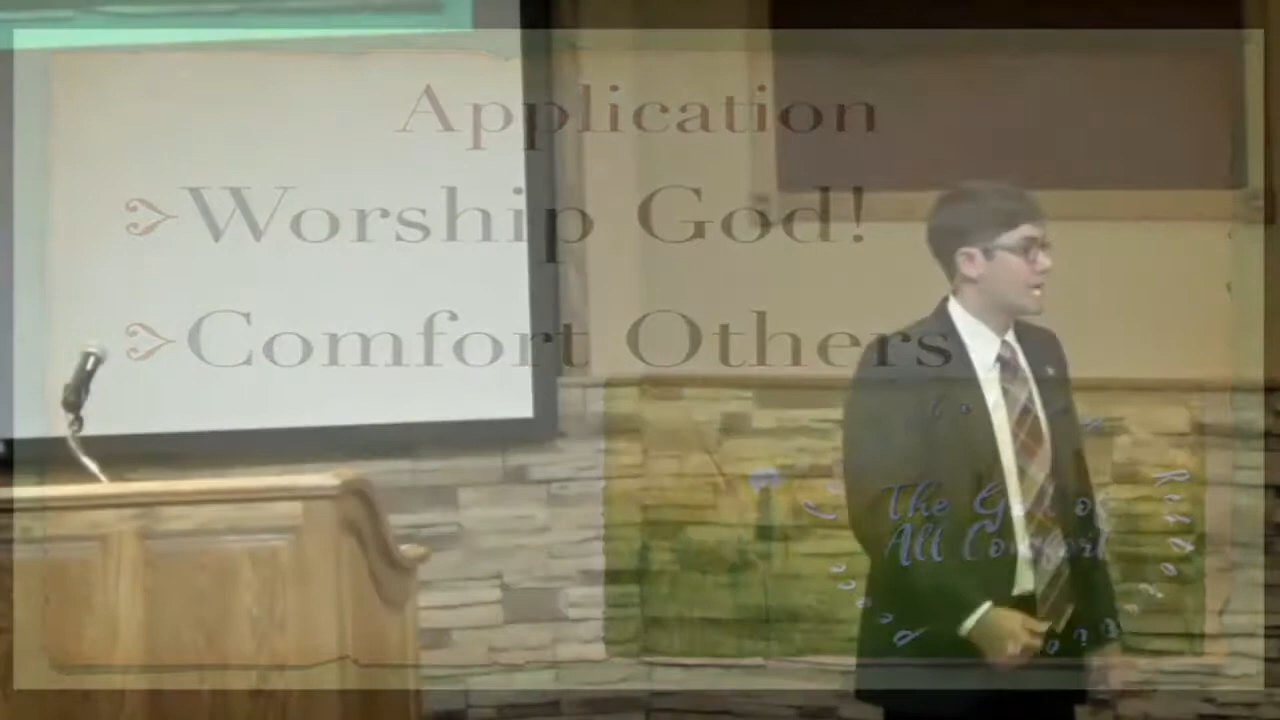 Application
Worship God!
Comfort Others
The God of
All Comfort